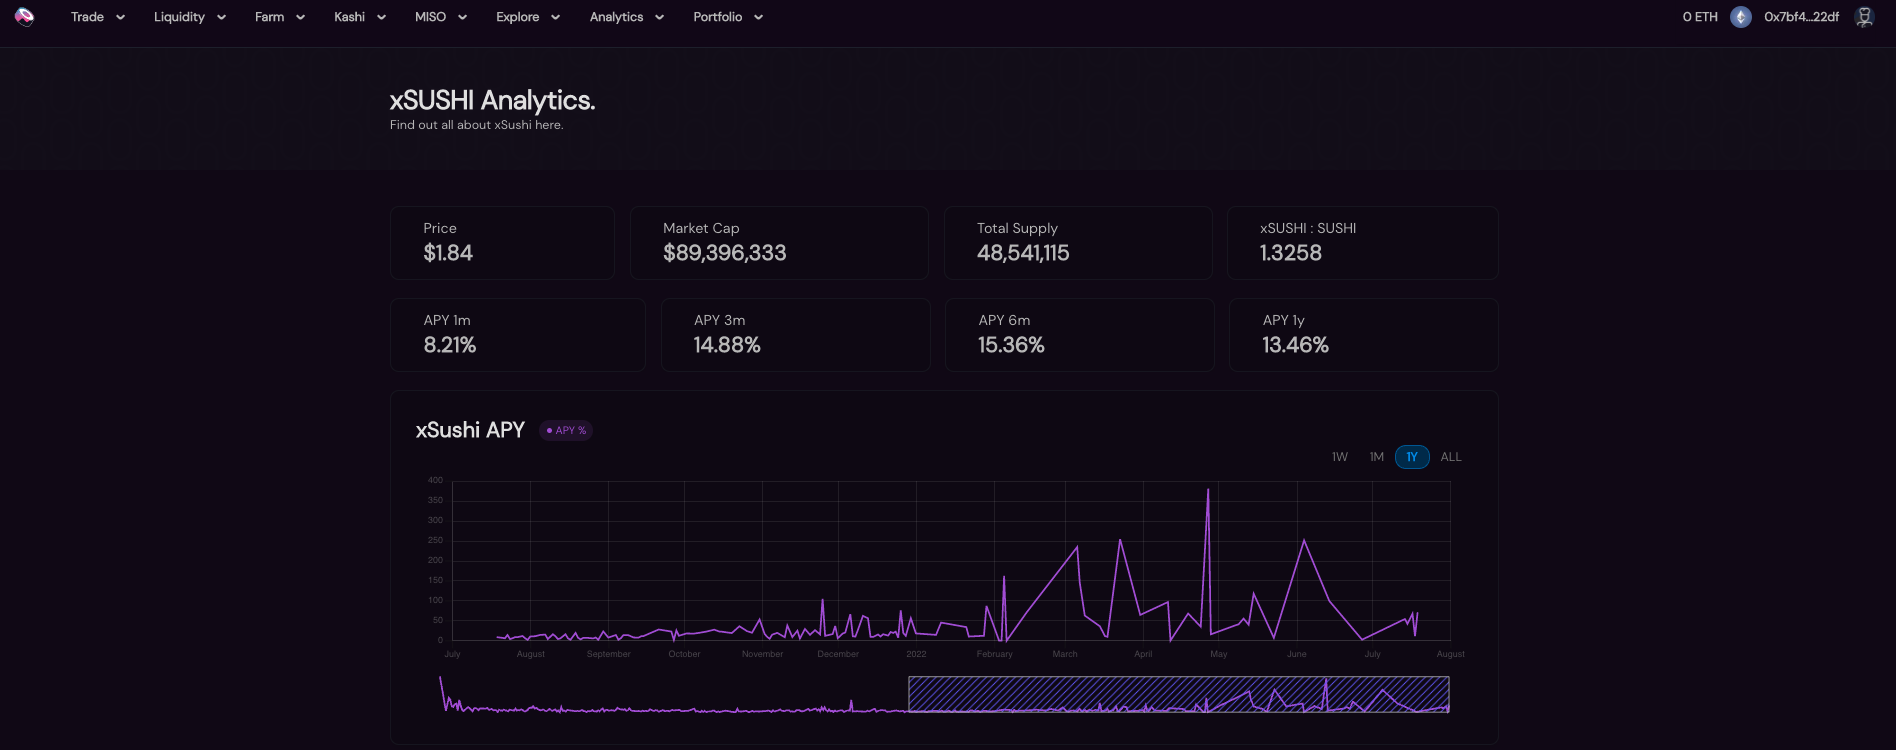 Trade Liquidity Farm Kashi MISO Explore Analytics Portfolio 0 ETH 0x7bf4...22df
xSUSHI Analytics.
Find out all about xSushi here.
Price Market Cap Total Supply xSUSHI : SUSHI
$1.84 $89,396,333 48,541,115 1.3258
APY 1m APY 3m APY 6m APY 1y
8.21% 14.88% 15.36% 13.46%
xSushi APY APY %
1W 1M 1Y ALL
400
350
300
250
200
150
100
50
0
July August September October November December 2022 February March April May June July August